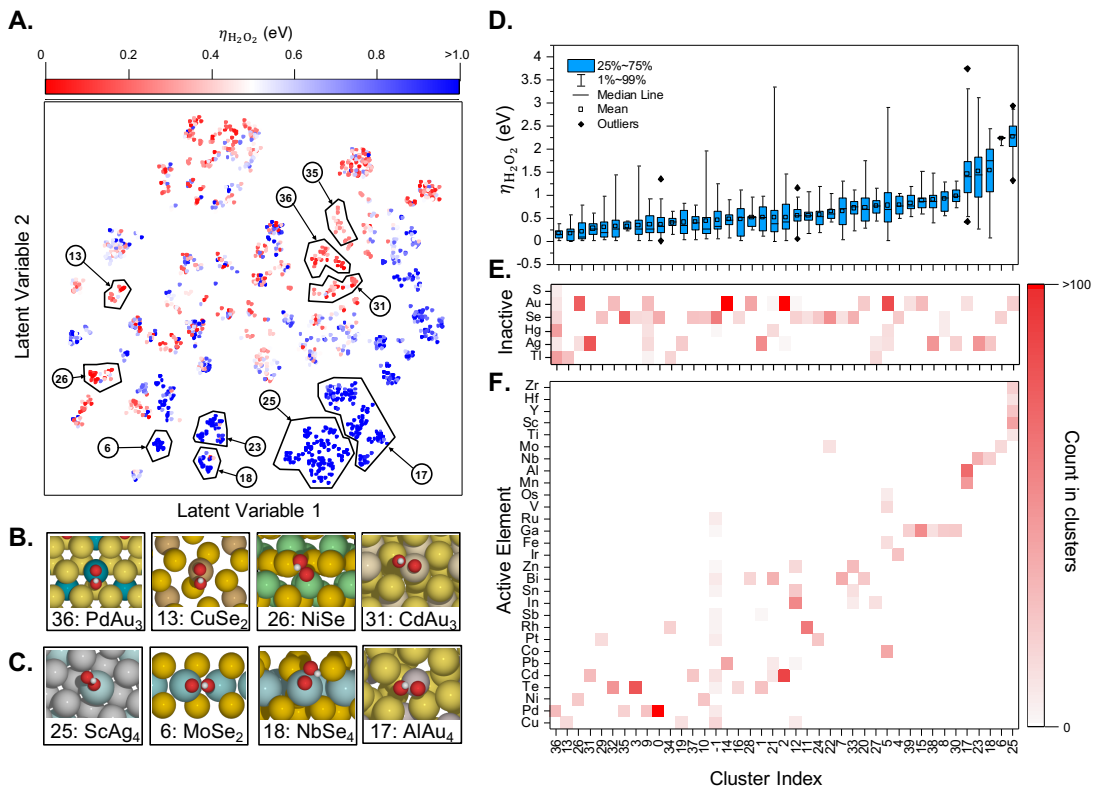 A.
η_H₂O₂ (eV)
0 0.2 0.4 0.6 0.8 >1.0
35
36
13
31
26
25
6
23
18
17
Latent Variable 2
Latent Variable 1
B.
36: PdAu₃
13: CuSe₂
26: NiSe
31: CdAu₃
C.
25: ScAg₄
6: MoSe₂
18: NbSe₄
17: AlAu₄
D.
η_H₂O₂ (eV)
4
3.5
3
2.5
2
1.5
1
0.5
0
-0.5
25%~75%
1%~99%
Median Line
Mean
Outliers
E.
Inactive
S
Au
Se
Hg
Ag
Tl
>100
Count in clusters
0
F.
Active Element
Zr
Hf
Y
Sc
Ti
Mo
Nb
Al
Mn
Os
V
Ru
Ga
Fe
Ir
Zn
Bi
Sn
In
Sb
Rh
Pt
Co
Pb
Cd
Te
Ni
Pd
Cu
36 13 26 31 29 32 35 3 9 0 34 19 37 10 -1 14 16 28 1 21 2 12 11 24 22 7 33 20 27 5 4 39 15 38 8 30 17 23 18 6 25
Cluster Index